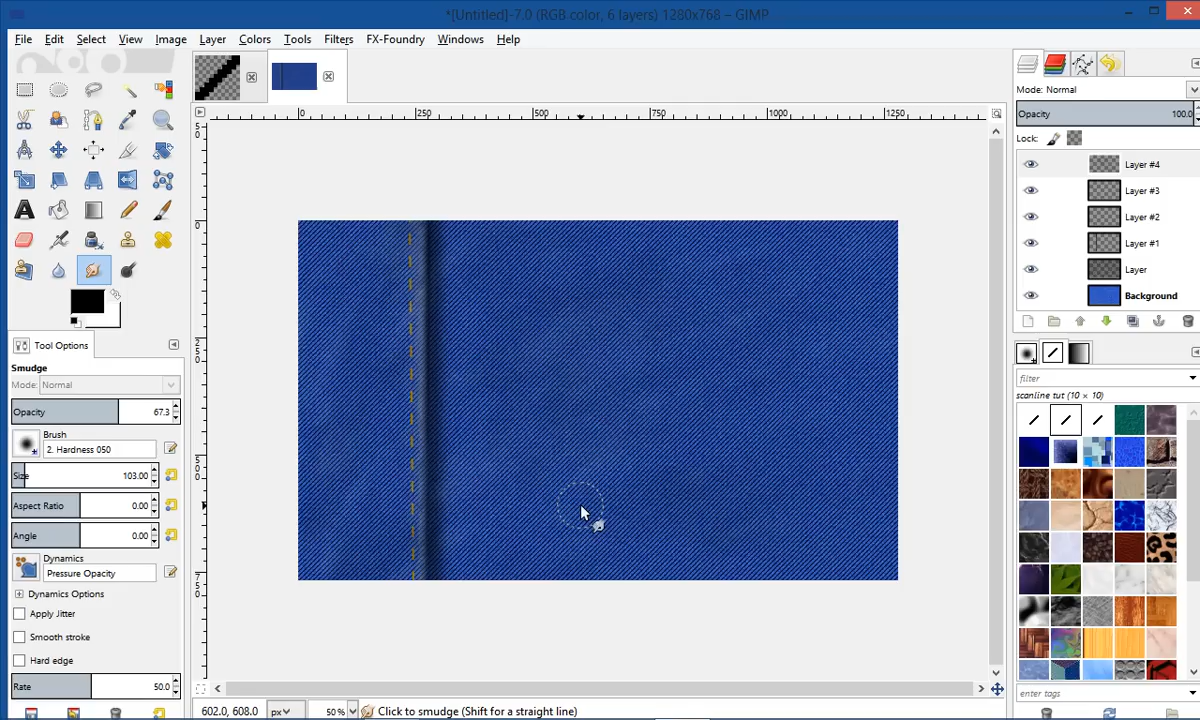 *[Untitled]-7.0 (RGB color, 6 layers) 1280x768 – GIMP
File Edit Select View Image Layer Colors Tools Filters FX-Foundry Windows Help
Mode: Normal
Opacity 100.0
Lock:
Layer #4
Layer #3
Layer #2
Layer #1
Layer
Background
0 250 500 750 1000 1250
Tool Options
Smudge
Mode: Normal
Opacity 67.3
Brush
2. Hardness 050
Size 103.00
Aspect Ratio 0.00
Angle 0.00
Dynamics
Pressure Opacity
Dynamics Options
Apply Jitter
Smooth stroke
Hard edge
Rate 50.0
filter
scanline tut (10 × 10)
enter tags
602.0, 608.0 px 50 % Click to smudge (Shift for a straight line)